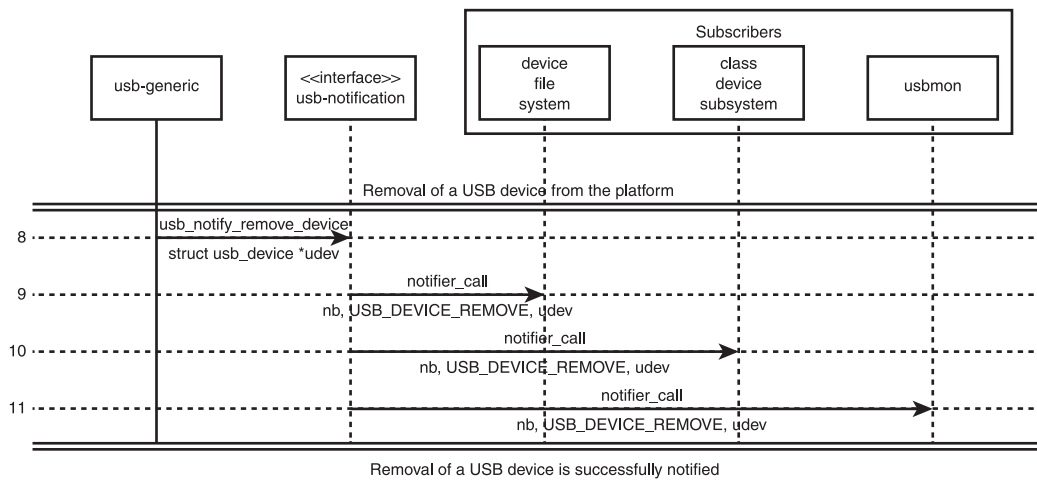 Subscribers
usb-generic
<<interface>>
usb-notification
device
file
system
class
device
subsystem
usbmon
Removal of a USB device from the platform
usb_notify_remove_device
8
struct usb_device *udev
notifier_call
9
nb, USB_DEVICE_REMOVE, udev
notifier_call
10
nb, USB_DEVICE_REMOVE, udev
notifier_call
11
nb, USB_DEVICE_REMOVE, udev
Removal of a USB device is successfully notified